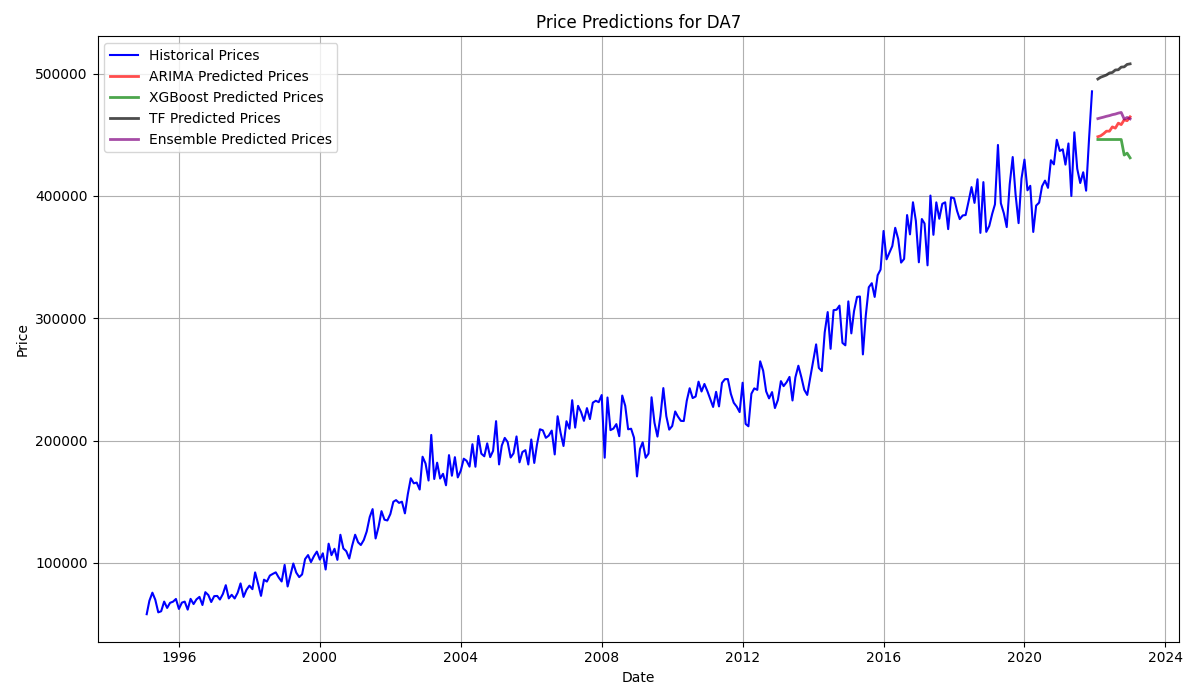 Price Predictions for DA7
Historical Prices
ARIMA Predicted Prices
XGBoost Predicted Prices
TF Predicted Prices
Ensemble Predicted Prices
Price
500000
400000
300000
200000
100000
1996 2000 2004 2008 2012 2016 2020 2024
Date